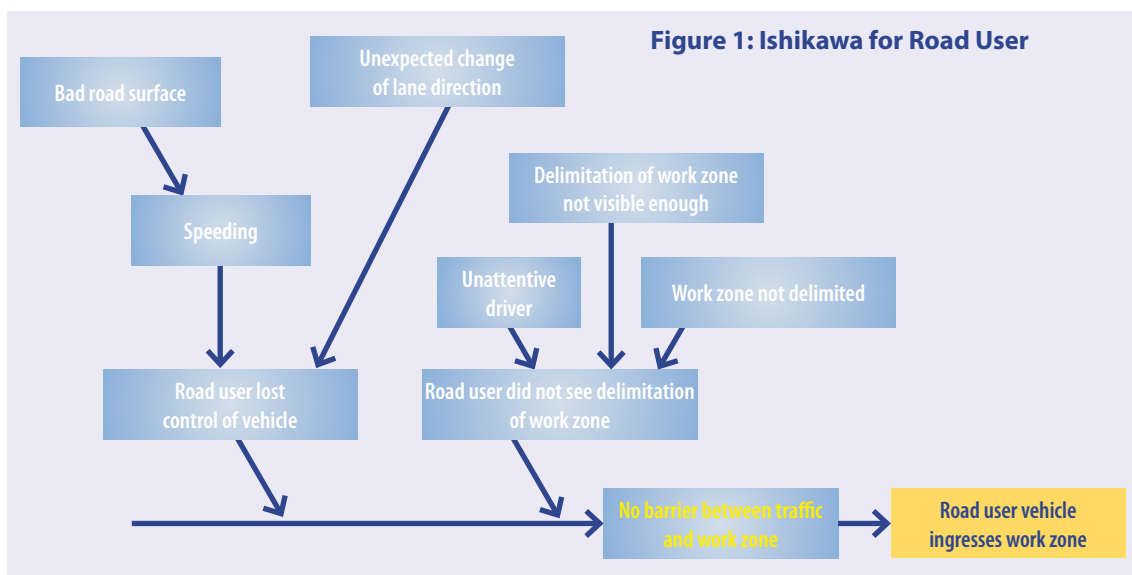 Figure 1: Ishikawa for Road User
Unexpected change
of lane direction
Bad road surface
Delimitation of work zone
not visible enough
Speeding
Unattentive
driver
Work zone not delimited
Road user lost
control of vehicle
Road user did not see delimitation
of work zone
No barrier between traffic
and work zone
Road user vehicle
ingresses work zone